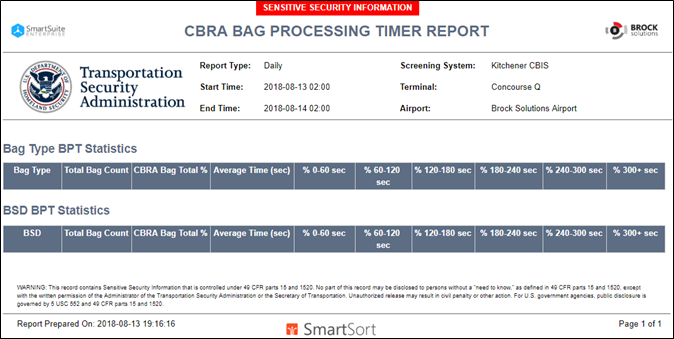 SENSITIVE SECURITY INFORMATION
SmartSuite
ENTERPRISE
CBRA BAG PROCESSING TIMER REPORT
BROCK
solutions
U.S. DEPARTMENT OF HOMELAND SECURITY
Transportation
Security
Administration
Report Type: Daily Screening System: Kitchener CBIS
Start Time: 2018-08-13 02:00 Terminal: Concourse Q
End Time: 2018-08-14 02:00 Airport: Brock Solutions Airport
Bag Type BPT Statistics
Bag Type Total Bag Count CBRA Bag Total % Average Time (sec) % 0-60 sec % 60-120 sec % 120-180 sec % 180-240 sec % 240-300 sec % 300+ sec
BSD BPT Statistics
BSD Total Bag Count CBRA Bag Total % Average Time (sec) % 0-60 sec % 60-120 sec % 120-180 sec % 180-240 sec % 240-300 sec % 300+ sec
WARNING: This record contains Sensitive Security Information that is controlled under 49 CFR parts 15 and 1520. No part of this record may be disclosed to persons without a "need to know," as defined in 49 CFR parts 15 and 1520, except
with the written permission of the Administrator of the Transportation Security Administration or the Secretary of Transportation. Unauthorized release may result in civil penalty or other action. For U.S. government agencies, public disclosure is
governed by 5 USC 552 and 49 CFR parts 15 and 1520.
Report Prepared On: 2018-08-13 19:16:16 SmartSort Page 1 of 1